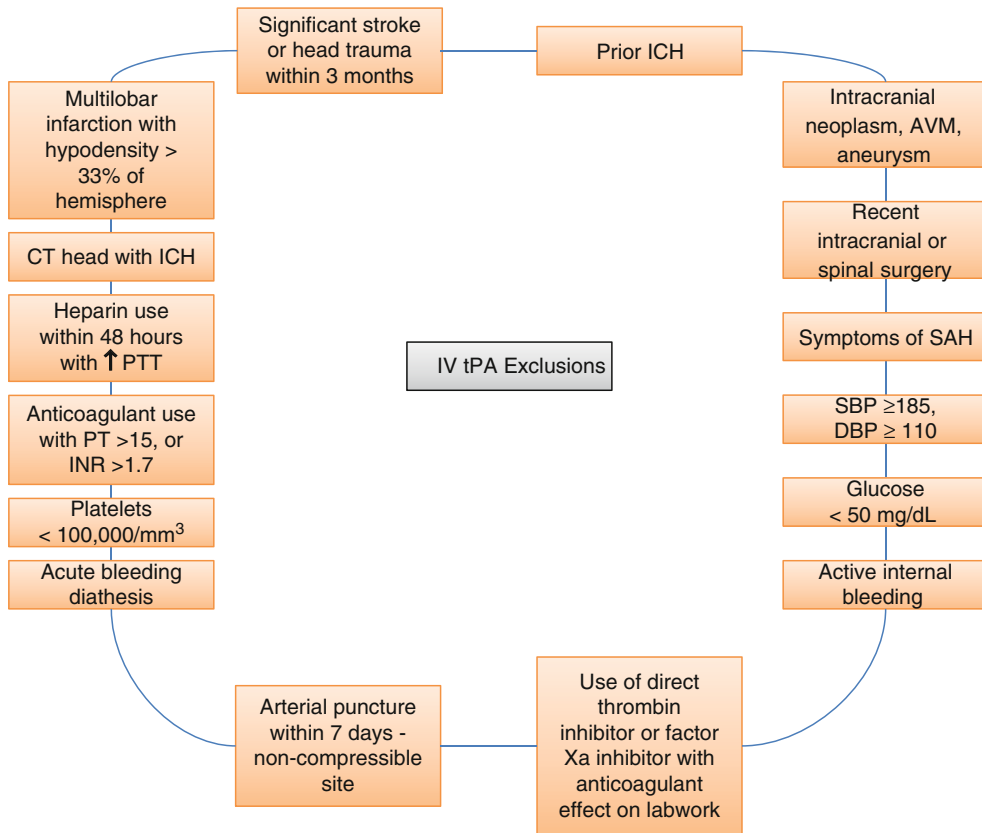 Significant stroke
or head trauma
within 3 months
Prior ICH
Multilobar
infarction with
hypodensity >
33% of
hemisphere
Intracranial
neoplasm, AVM,
aneurysm
CT head with ICH
Recent
intracranial or
spinal surgery
Heparin use
within 48 hours
with ↑ PTT
Symptoms of SAH
IV tPA Exclusions
Anticoagulant use
with PT >15, or
INR >1.7
SBP ≥185,
DBP ≥ 110
Platelets
< 100,000/mm³
Glucose
< 50 mg/dL
Acute bleeding
diathesis
Active internal
bleeding
Arterial puncture
within 7 days -
non-compressible
site
Use of direct
thrombin
inhibitor or factor
Xa inhibitor with
anticoagulant
effect on labwork